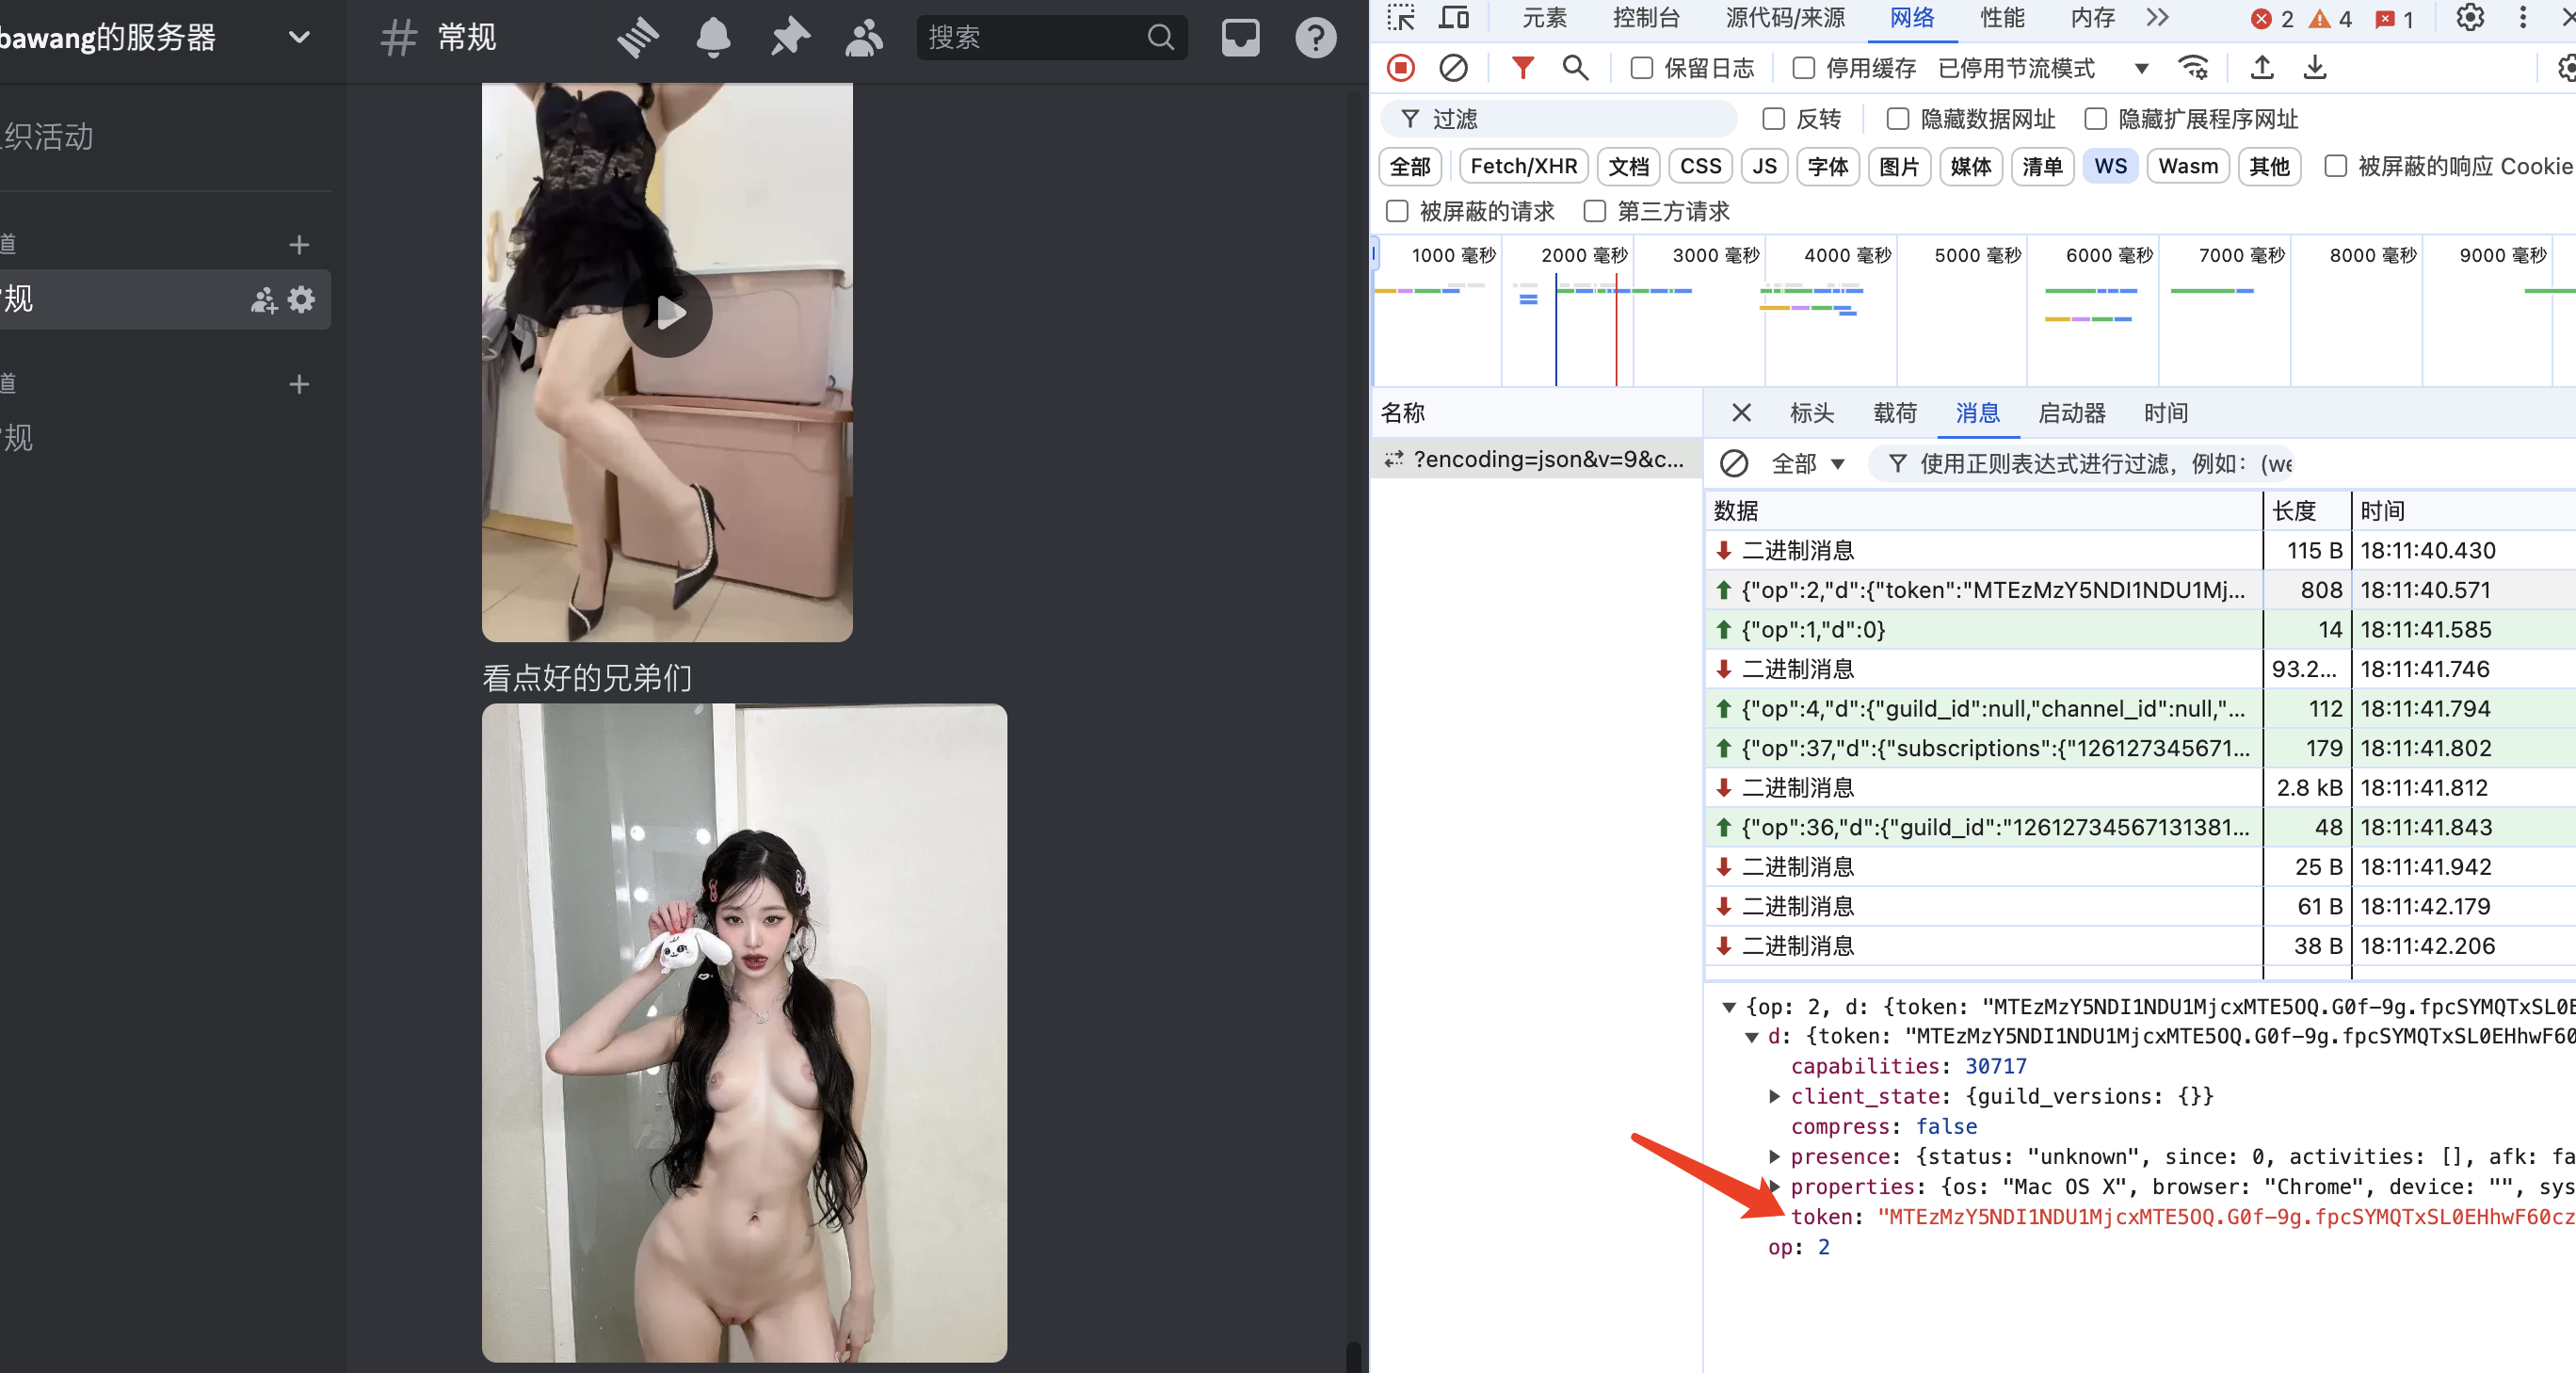 bawang的服务器
常规
搜索
织活动
道
规
道
规
看点好的兄弟们
元素 控制台 源代码/来源 网络 性能 内存 2 4 1
保留日志 停用缓存 已停用节流模式
过滤 反转 隐藏数据网址 隐藏扩展程序网址
全部 Fetch/XHR 文档 CSS JS 字体 图片 媒体 清单 WS Wasm 其他 被屏蔽的响应 Cookie
被屏蔽的请求 第三方请求
1000 毫秒 2000 毫秒 3000 毫秒 4000 毫秒 5000 毫秒 6000 毫秒 7000 毫秒 8000 毫秒 9000 毫秒
名称
?encoding=json&v=9&c...
标头 载荷 消息 启动器 时间
全部 使用正则表达式进行过滤，例如：(we
数据 长度 时间
二进制消息 115 B 18:11:40.430
{"op":2,"d":{"token":"MTEzMzY5NDI1NDU1Mj... 808 18:11:40.571
{"op":1,"d":0} 14 18:11:41.585
二进制消息 93.2... 18:11:41.746
{"op":4,"d":{"guild_id":null,"channel_id":null,"... 112 18:11:41.794
{"op":37,"d":{"subscriptions":{"126127345671... 179 18:11:41.802
二进制消息 2.8 kB 18:11:41.812
{"op":36,"d":{"guild_id":"12612734567131381... 48 18:11:41.843
二进制消息 25 B 18:11:41.942
二进制消息 61 B 18:11:42.179
二进制消息 38 B 18:11:42.206
{op: 2, d: {token: "MTEzMzY5NDI1NDU1MjcxMTE5OQ.G0f-9g.fpcSYMQTxSL0E
d: {token: "MTEzMzY5NDI1NDU1MjcxMTE5OQ.G0f-9g.fpcSYMQTxSL0EHhwF60
capabilities: 30717
client_state: {guild_versions: {}}
compress: false
presence: {status: "unknown", since: 0, activities: [], afk: fa
properties: {os: "Mac OS X", browser: "Chrome", device: "", sys
token: "MTEzMzY5NDI1NDU1MjcxMTE5OQ.G0f-9g.fpcSYMQTxSL0EHhwF60cz
op: 2